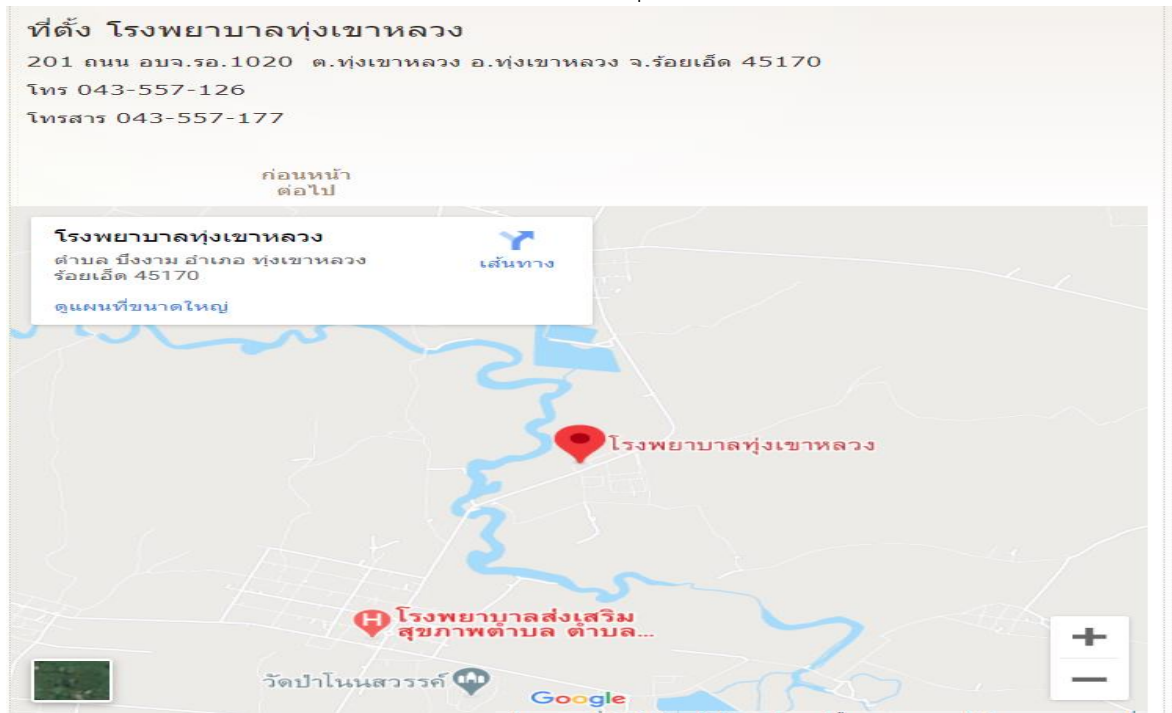 ที่ตั้ง โรงพยาบาลทุ่งเขาหลวง
201 ถนน อบจ.รอ.1020 ต.ทุ่งเขาหลวง อ.ทุ่งเขาหลวง จ.ร้อยเอ็ด 45170
โทร 043-557-126
โทรสาร 043-557-177
ก่อนหน้า
ต่อไป
โรงพยาบาลทุ่งเขาหลวง
ตำบล บึงงาม อำเภอ ทุ่งเขาหลวง
ร้อยเอ็ด 45170
เส้นทาง
ดูแผนที่ขนาดใหญ่
โรงพยาบาลทุ่งเขาหลวง
โรงพยาบาลส่งเสริม
สุขภาพตำบล ตำบล...
วัดป่าโนนสวรรค์
Google